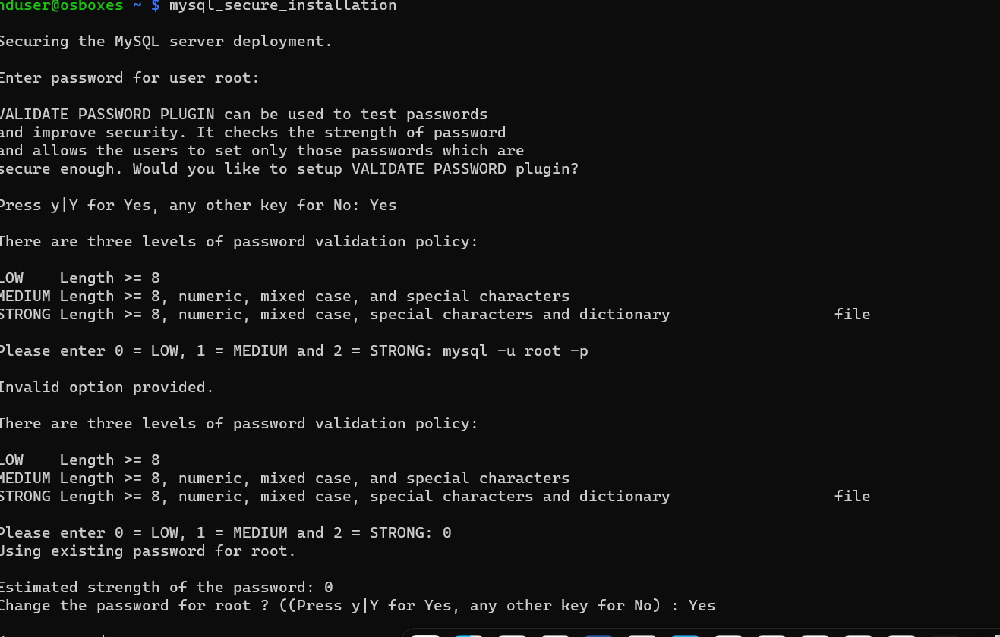 hduser@osboxes ~ $ mysql_secure_installation
Securing the MySQL server deployment.
Enter password for user root:
VALIDATE PASSWORD PLUGIN can be used to test passwords
and improve security. It checks the strength of password
and allows the users to set only those passwords which are
secure enough. Would you like to setup VALIDATE PASSWORD plugin?
Press y|Y for Yes, any other key for No: Yes
There are three levels of password validation policy:
LOW    Length >= 8
MEDIUM Length >= 8, numeric, mixed case, and special characters
STRONG Length >= 8, numeric, mixed case, special characters and dictionary                  file
Please enter 0 = LOW, 1 = MEDIUM and 2 = STRONG: mysql -u root -p
Invalid option provided.
There are three levels of password validation policy:
LOW    Length >= 8
MEDIUM Length >= 8, numeric, mixed case, and special characters
STRONG Length >= 8, numeric, mixed case, special characters and dictionary                  file
Please enter 0 = LOW, 1 = MEDIUM and 2 = STRONG: 0
Using existing password for root.
Estimated strength of the password: 0
Change the password for root ? ((Press y|Y for Yes, any other key for No) : Yes